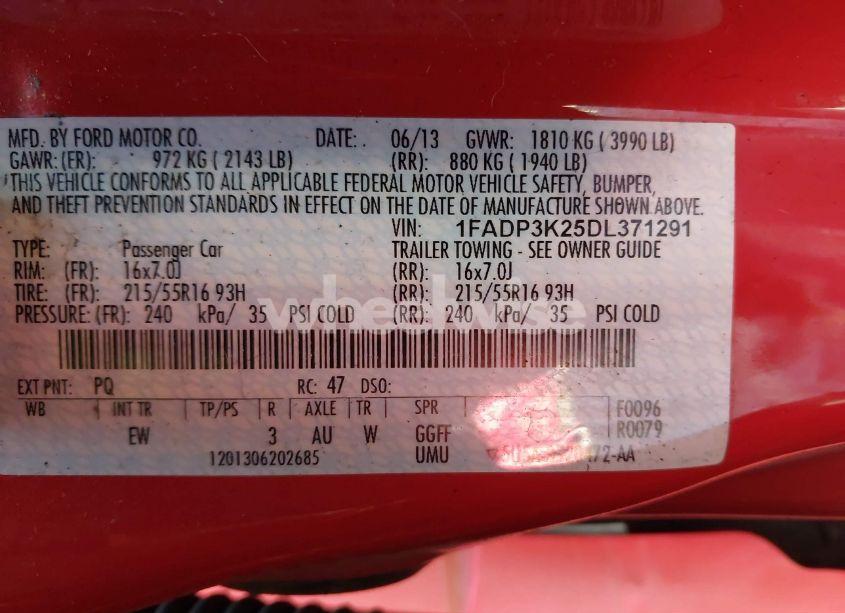 MFD. BY FORD MOTOR CO. DATE: 06/13 GVWR: 1810 KG ( 3990 LB)
GAWR: (FR): 972 KG ( 2143 LB) (RR): 880 KG ( 1940 LB)
THIS VEHICLE CONFORMS TO ALL APPLICABLE FEDERAL MOTOR VEHICLE SAFETY, BUMPER,
AND THEFT PREVENTION STANDARDS IN EFFECT ON THE DATE OF MANUFACTURE SHOWN ABOVE.
VIN: 1FADP3K25DL371291
TYPE: Passenger Car TRAILER TOWING - SEE OWNER GUIDE
RIM: (FR): 16x7.0J (RR): 16x7.0J
TIRE: (FR): 215/55R16 93H (RR): 215/55R16 93H
PRESSURE: (FR): 240 kPa/ 35 PSI COLD (RR): 240 kPa/ 35 PSI COLD
wheelwise
EXT PNT: PQ RC: 47 DSO:
WB INT TR TP/PS R AXLE TR SPR F0096
EW 3 AU W GGFF R0079
1201306202685 UMU